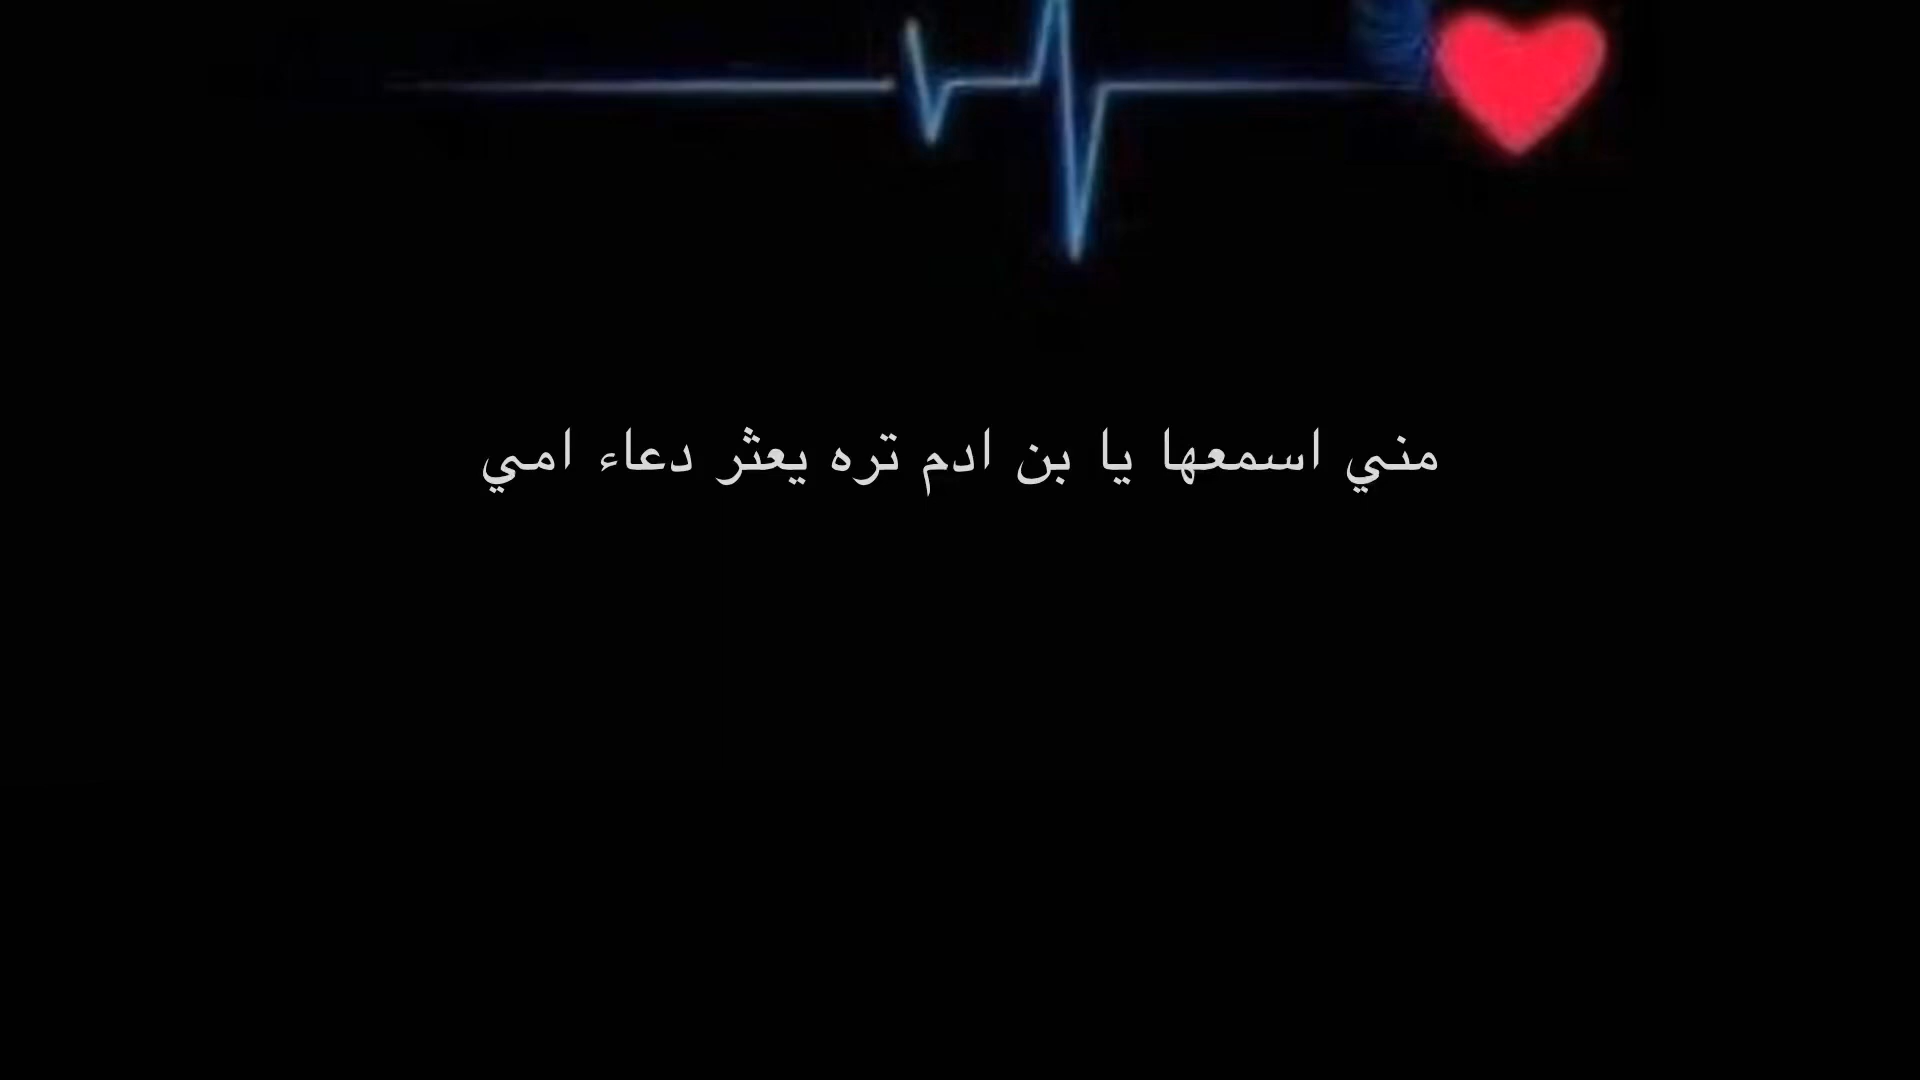 مني اسمعها يا بن ادم تره يعثر دعاء امي